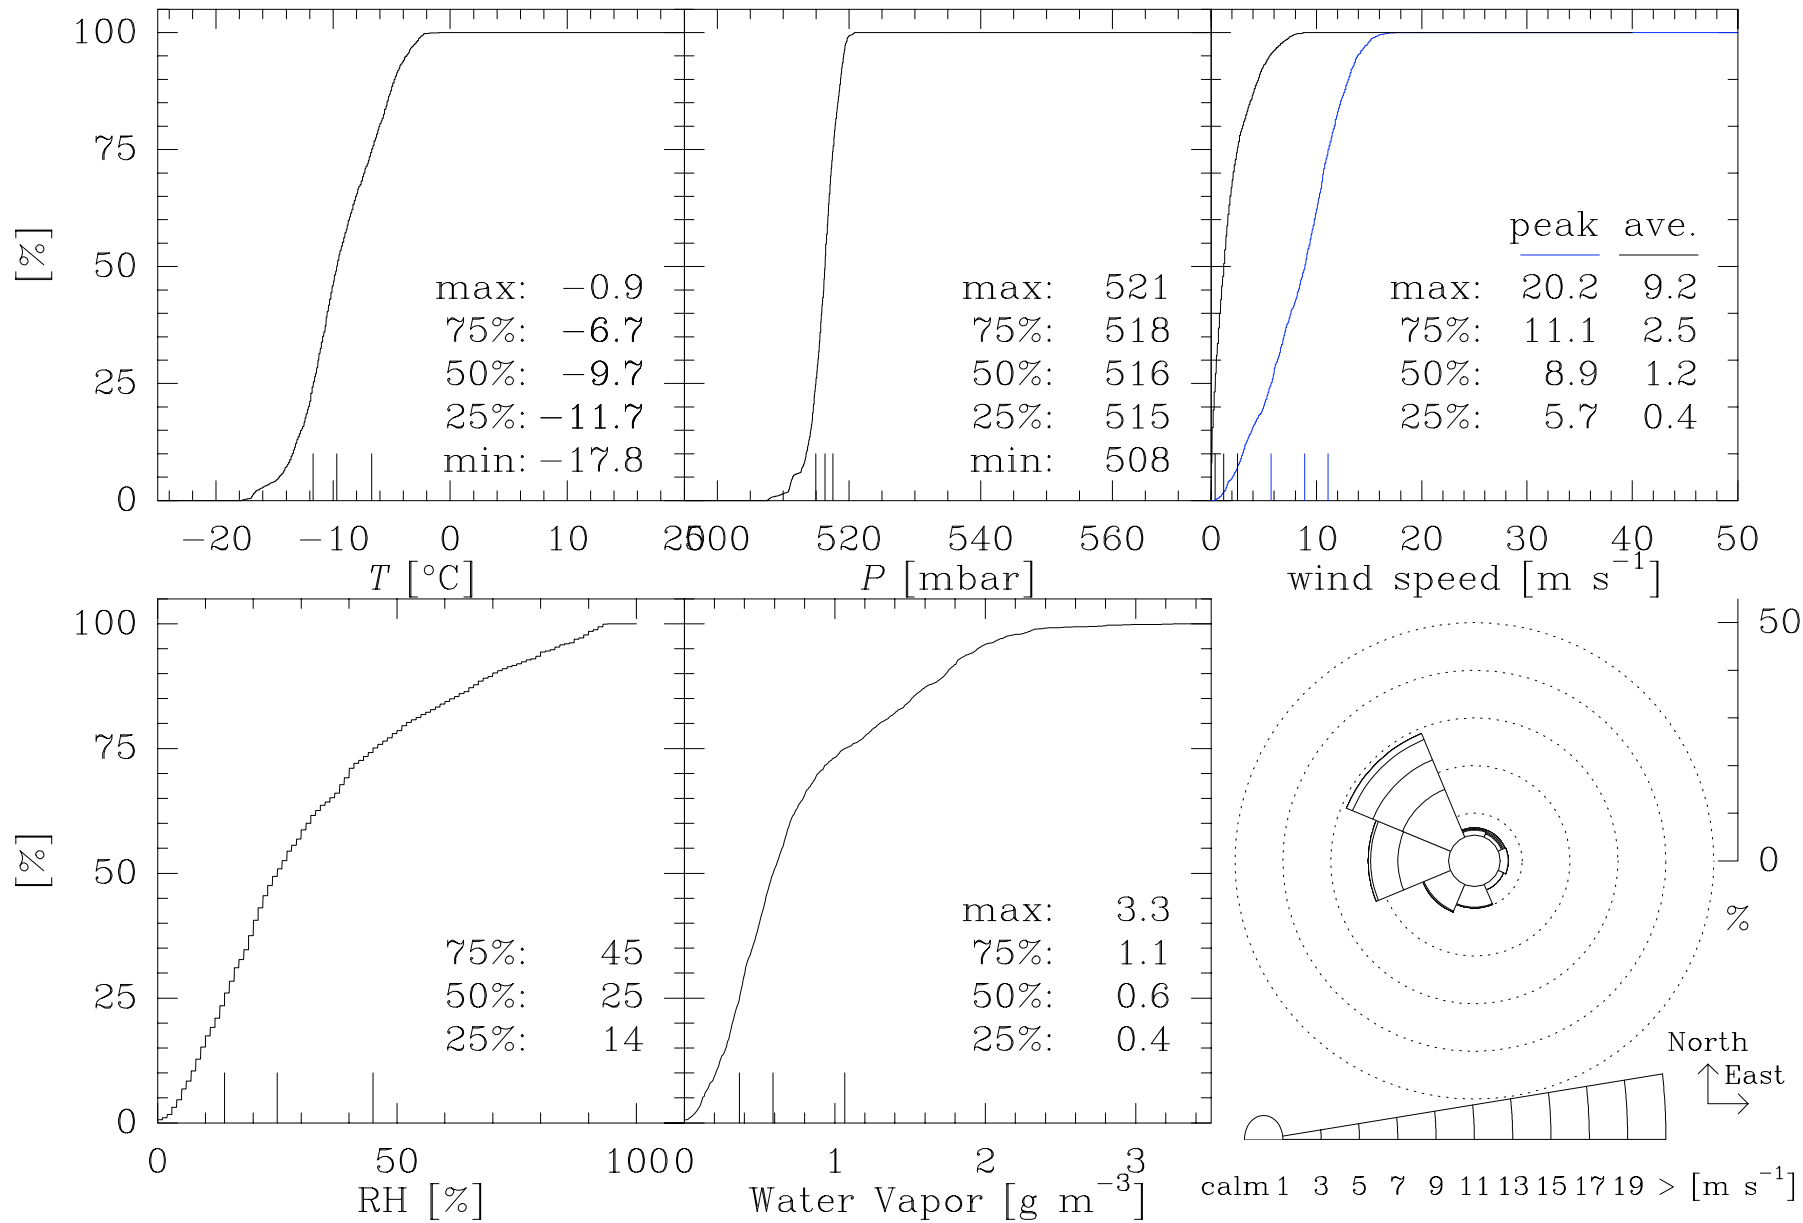 100
75
50
25
0
[%]
max: −0.9
75%: −6.7
50%: −9.7
25%: −11.7
min: −17.8
−20 −10 0 10 20
T [°C]
max: 521
75%: 518
50%: 516
25%: 515
min: 508
500 520 540 560
P [mbar]
peak ave.
max: 20.2 9.2
75%: 11.1 2.5
50%: 8.9 1.2
25%: 5.7 0.4
0 10 20 30 40 50
wind speed [m s⁻¹]
100
75
50
25
0
[%]
75%: 45
50%: 25
25%: 14
0 50 100
RH [%]
max: 3.3
75%: 1.1
50%: 0.6
25%: 0.4
0 1 2 3
Water Vapor [g m⁻³]
50
0
%
North
East
calm 1 3 5 7 9 11 13 15 17 19 > [m s⁻¹]